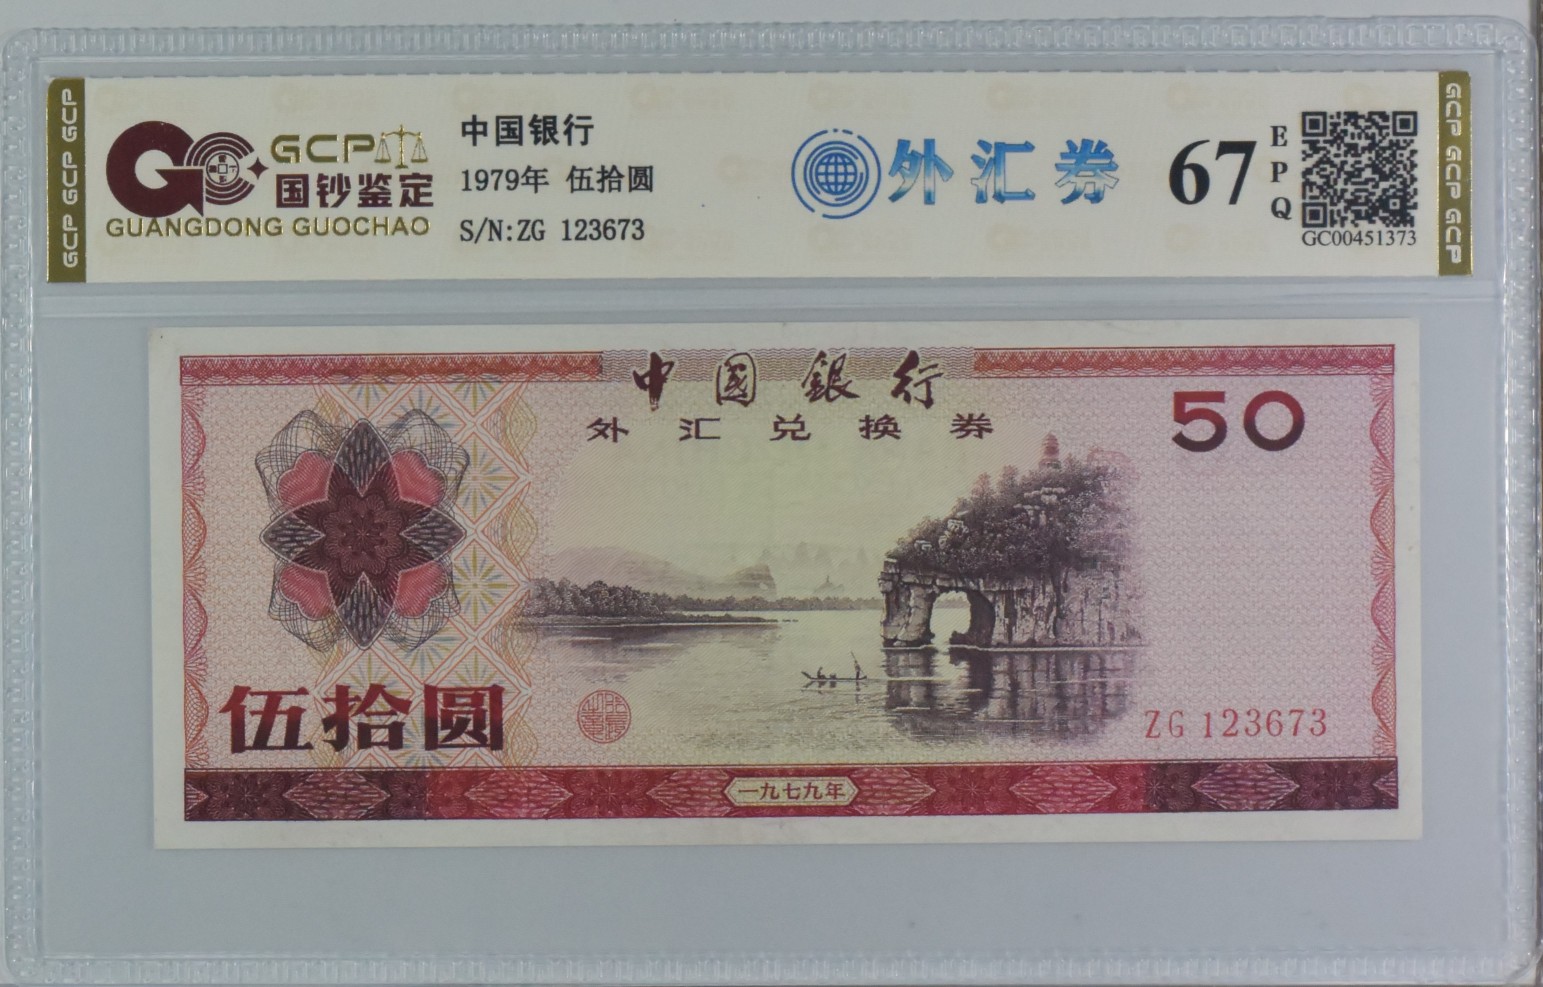 GCP GCP GCP
GCP
国钞鉴定
GUANGDONG GUOCHAO
中国银行
1979年 伍拾圆
S/N:ZG 123673
外汇券
67
EPQ
GC00451373
GCP GCP GCP
中國銀行
外汇兑换券
50
伍拾圆
ZG 123673
一九七九年